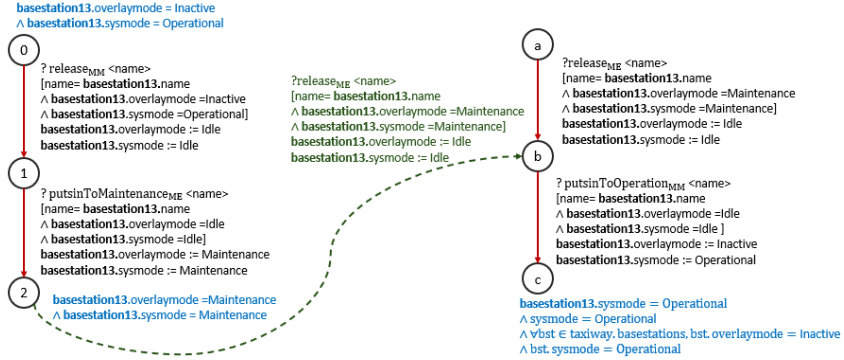 basestation13.overlaymode = Inactive
∧ basestation13.sysmode = Operational
0
? releaseMM <name>
[name= basestation13.name
∧ basestation13.overlaymode =Inactive
∧ basestation13.sysmode =Operational]
basestation13.overlaymode := Idle
basestation13.sysmode := Idle
1
? putsinToMaintenanceME <name>
[name= basestation13.name
∧ basestation13.overlaymode =Idle
∧ basestation13.sysmode =Idle]
basestation13.overlaymode := Maintenance
basestation13.sysmode := Maintenance
2
basestation13.overlaymode =Maintenance
∧ basestation13.sysmode = Maintenance
?releaseME <name>
[name= basestation13.name
∧ basestation13.overlaymode =Maintenance
∧ basestation13.sysmode =Maintenance]
basestation13.overlaymode := Idle
basestation13.sysmode := Idle
a
?releaseME <name>
[name= basestation13.name
∧ basestation13.overlaymode =Maintenance
∧ basestation13.sysmode =Maintenance]
basestation13.overlaymode := Idle
basestation13.sysmode := Idle
b
? putsinToOperationMM <name>
[name= basestation13.name
∧ basestation13.overlaymode =Idle
∧ basestation13.sysmode =Idle ]
basestation13.overlaymode := Inactive
basestation13.sysmode := Operational
c
basestation13.sysmode = Operational
∧ sysmode = Operational
∧ ∀bst ∈ taxiway. basestations, bst. overlaymode = Inactive
∧ bst. sysmode = Operational